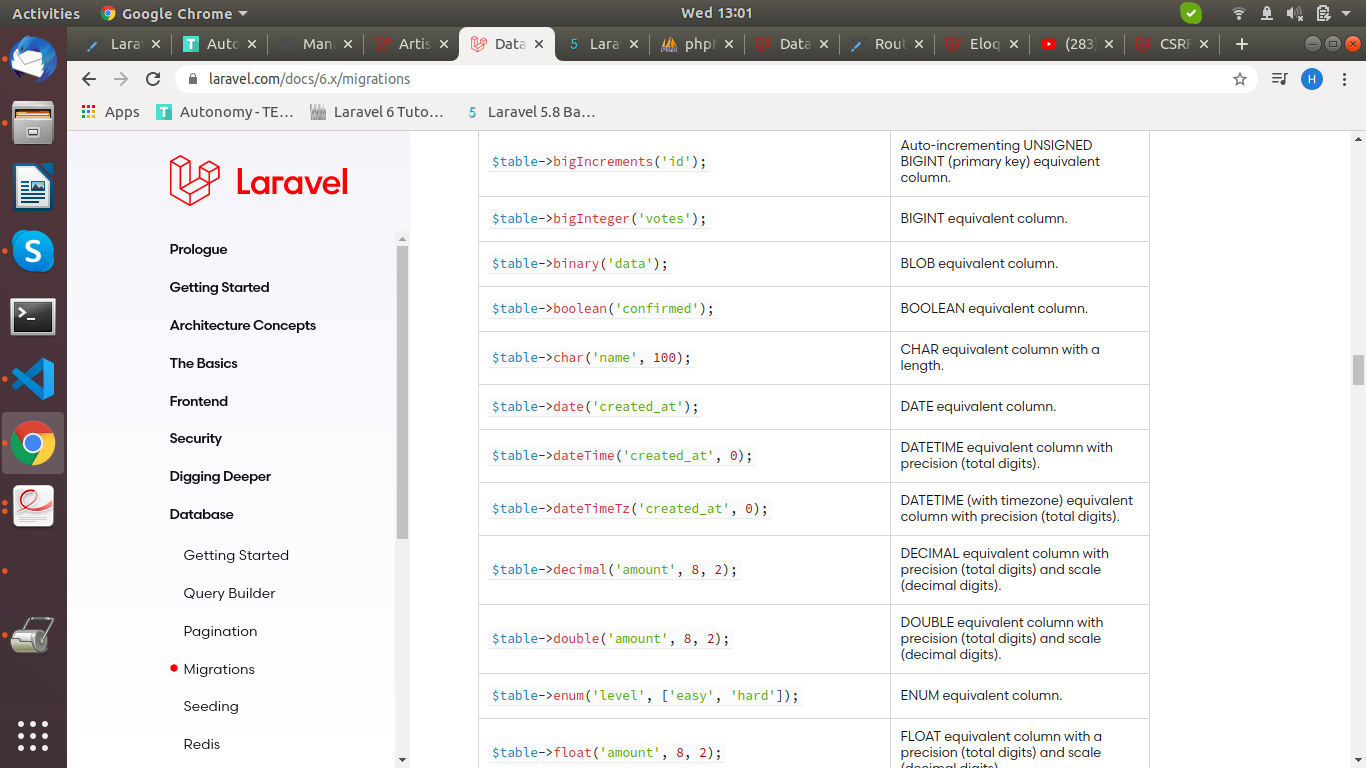 Activities
Google Chrome
Wed 13:01
Lara
Auto
Man
Artis
Data
Lara
phpM
Data
Rout
Eloq
(283)
CSRF
laravel.com/docs/6.x/migrations
H
Apps
Autonomy - TE...
Laravel 6 Tuto...
Laravel 5.8 Ba...
Laravel
Prologue
Getting Started
Architecture Concepts
The Basics
Frontend
Security
Digging Deeper
Database
Getting Started
Query Builder
Pagination
Migrations
Seeding
Redis
$table->bigIncrements('id');
Auto-incrementing UNSIGNED
BIGINT (primary key) equivalent
column.
$table->bigInteger('votes');
BIGINT equivalent column.
$table->binary('data');
BLOB equivalent column.
$table->boolean('confirmed');
BOOLEAN equivalent column.
$table->char('name', 100);
CHAR equivalent column with a
length.
$table->date('created_at');
DATE equivalent column.
$table->dateTime('created_at', 0);
DATETIME equivalent column with
precision (total digits).
$table->dateTimeTz('created_at', 0);
DATETIME (with timezone) equivalent
column with precision (total digits).
$table->decimal('amount', 8, 2);
DECIMAL equivalent column with
precision (total digits) and scale
(decimal digits).
$table->double('amount', 8, 2);
DOUBLE equivalent column with
precision (total digits) and scale
(decimal digits).
$table->enum('level', ['easy', 'hard']);
ENUM equivalent column.
$table->float('amount', 8, 2);
FLOAT equivalent column with a
precision (total digits) and scale
(decimal digits).